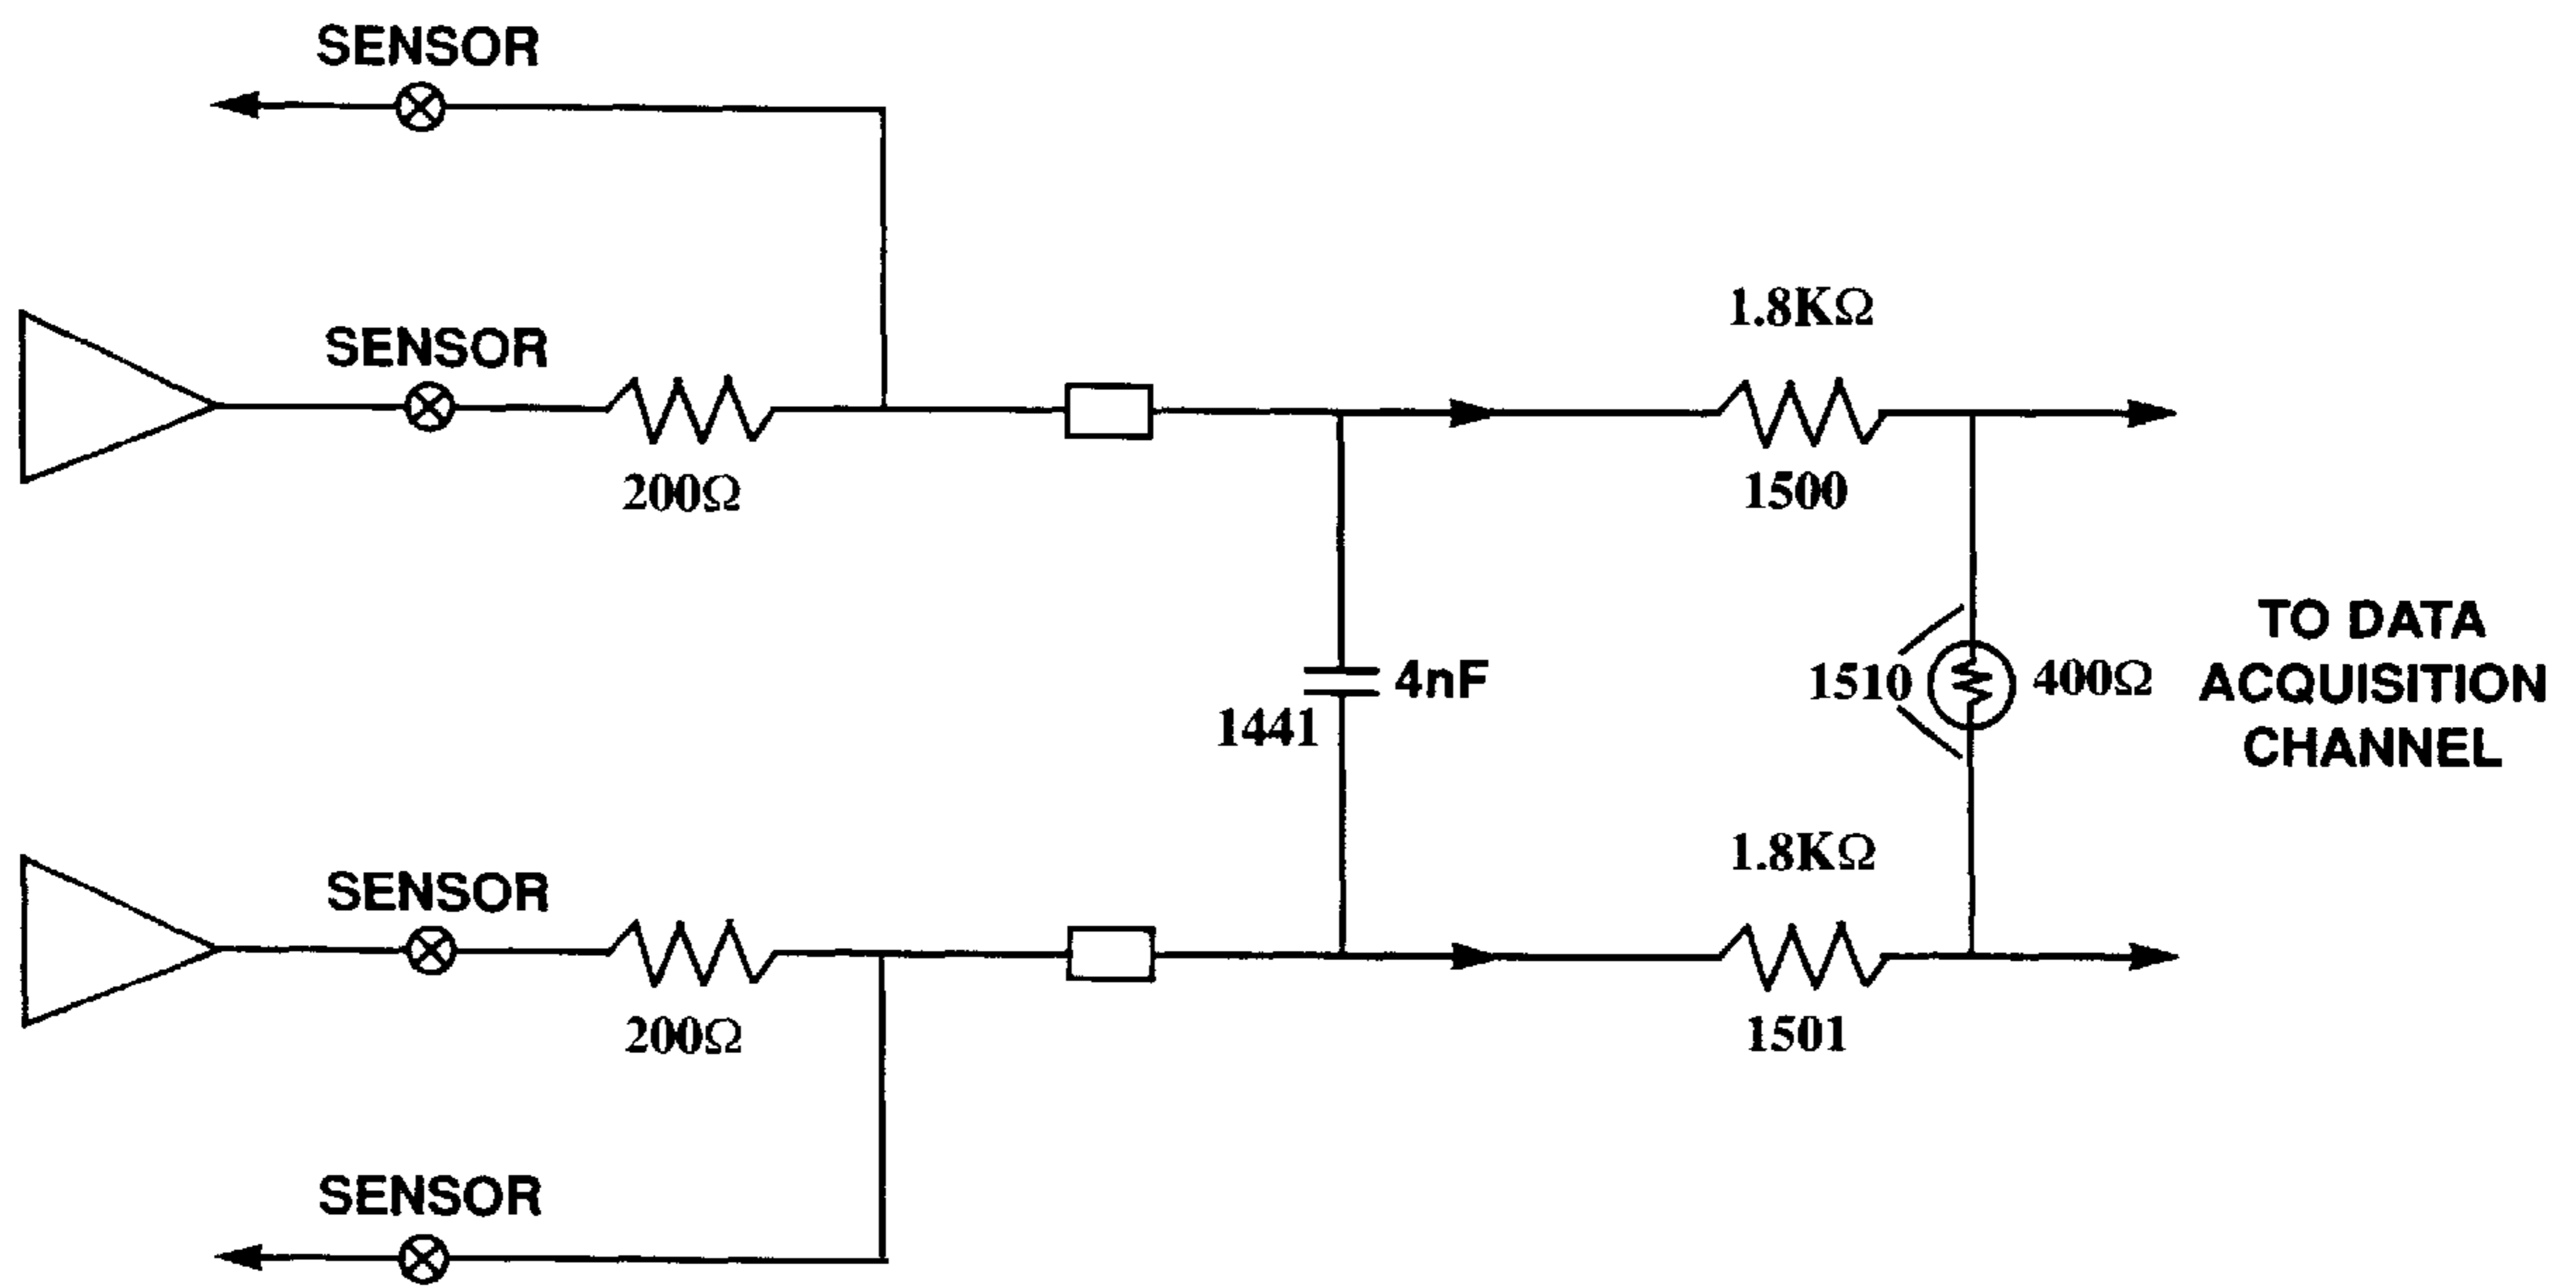 SENSOR
SENSOR
200Ω
1.8KΩ
1500
4nF
1441
1510
400Ω
TO DATA
ACQUISITION
CHANNEL
1.8KΩ
1501
SENSOR
200Ω
SENSOR